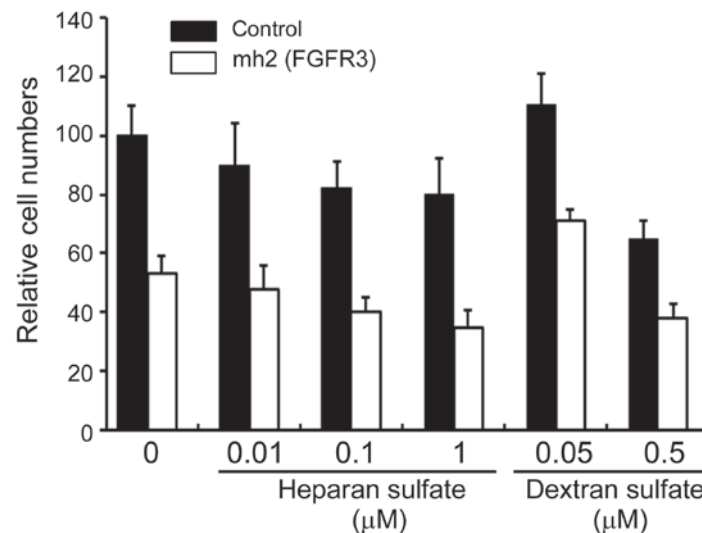 Control
mh2 (FGFR3)
Relative cell numbers
140
120
100
80
60
40
20
0
0 0.01 0.1 1 0.05 0.5
Heparan sulfate Dextran sulfate
(μM) (μM)